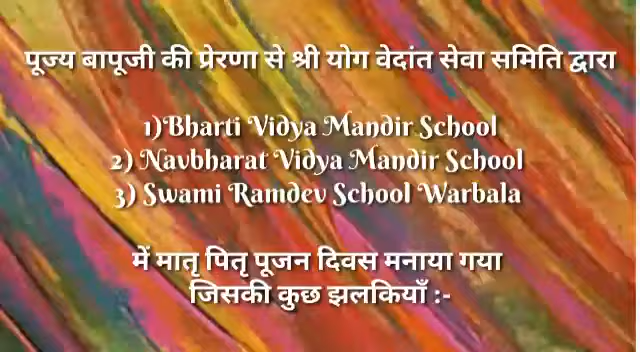 पूज्य बापूजी की प्रेरणा से श्री योग वेदांत सेवा समिति द्वारा
1)Bharti Vidya Mandir School
2) Navbharat Vidya Mandir School
3) Swami Ramdev School Warbala
में मातृ पितृ पूजन दिवस मनाया गया
जिसकी कुछ झलकियाँ :-